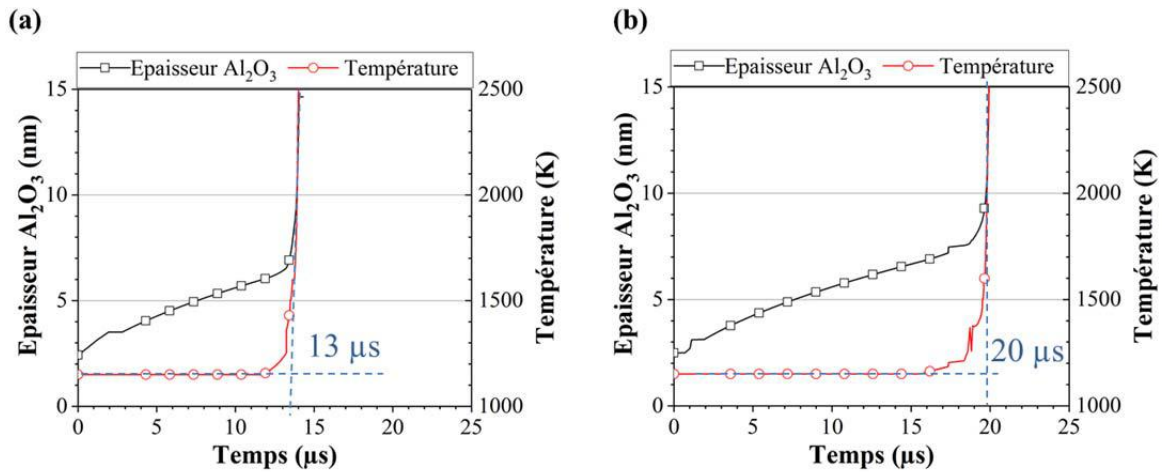 (a)
Epaisseur Al₂O₃ Température
15
10
5
0
Epaisseur Al₂O₃ (nm)
2500
2000
1500
1000
Température (K)
13 µs
0 5 10 15 20 25
Temps (µs)
(b)
Epaisseur Al₂O₃ Température
15
10
5
0
Epaisseur Al₂O₃ (nm)
2500
2000
1500
1000
Température (K)
20 µs
0 5 10 15 20 25
Temps (µs)